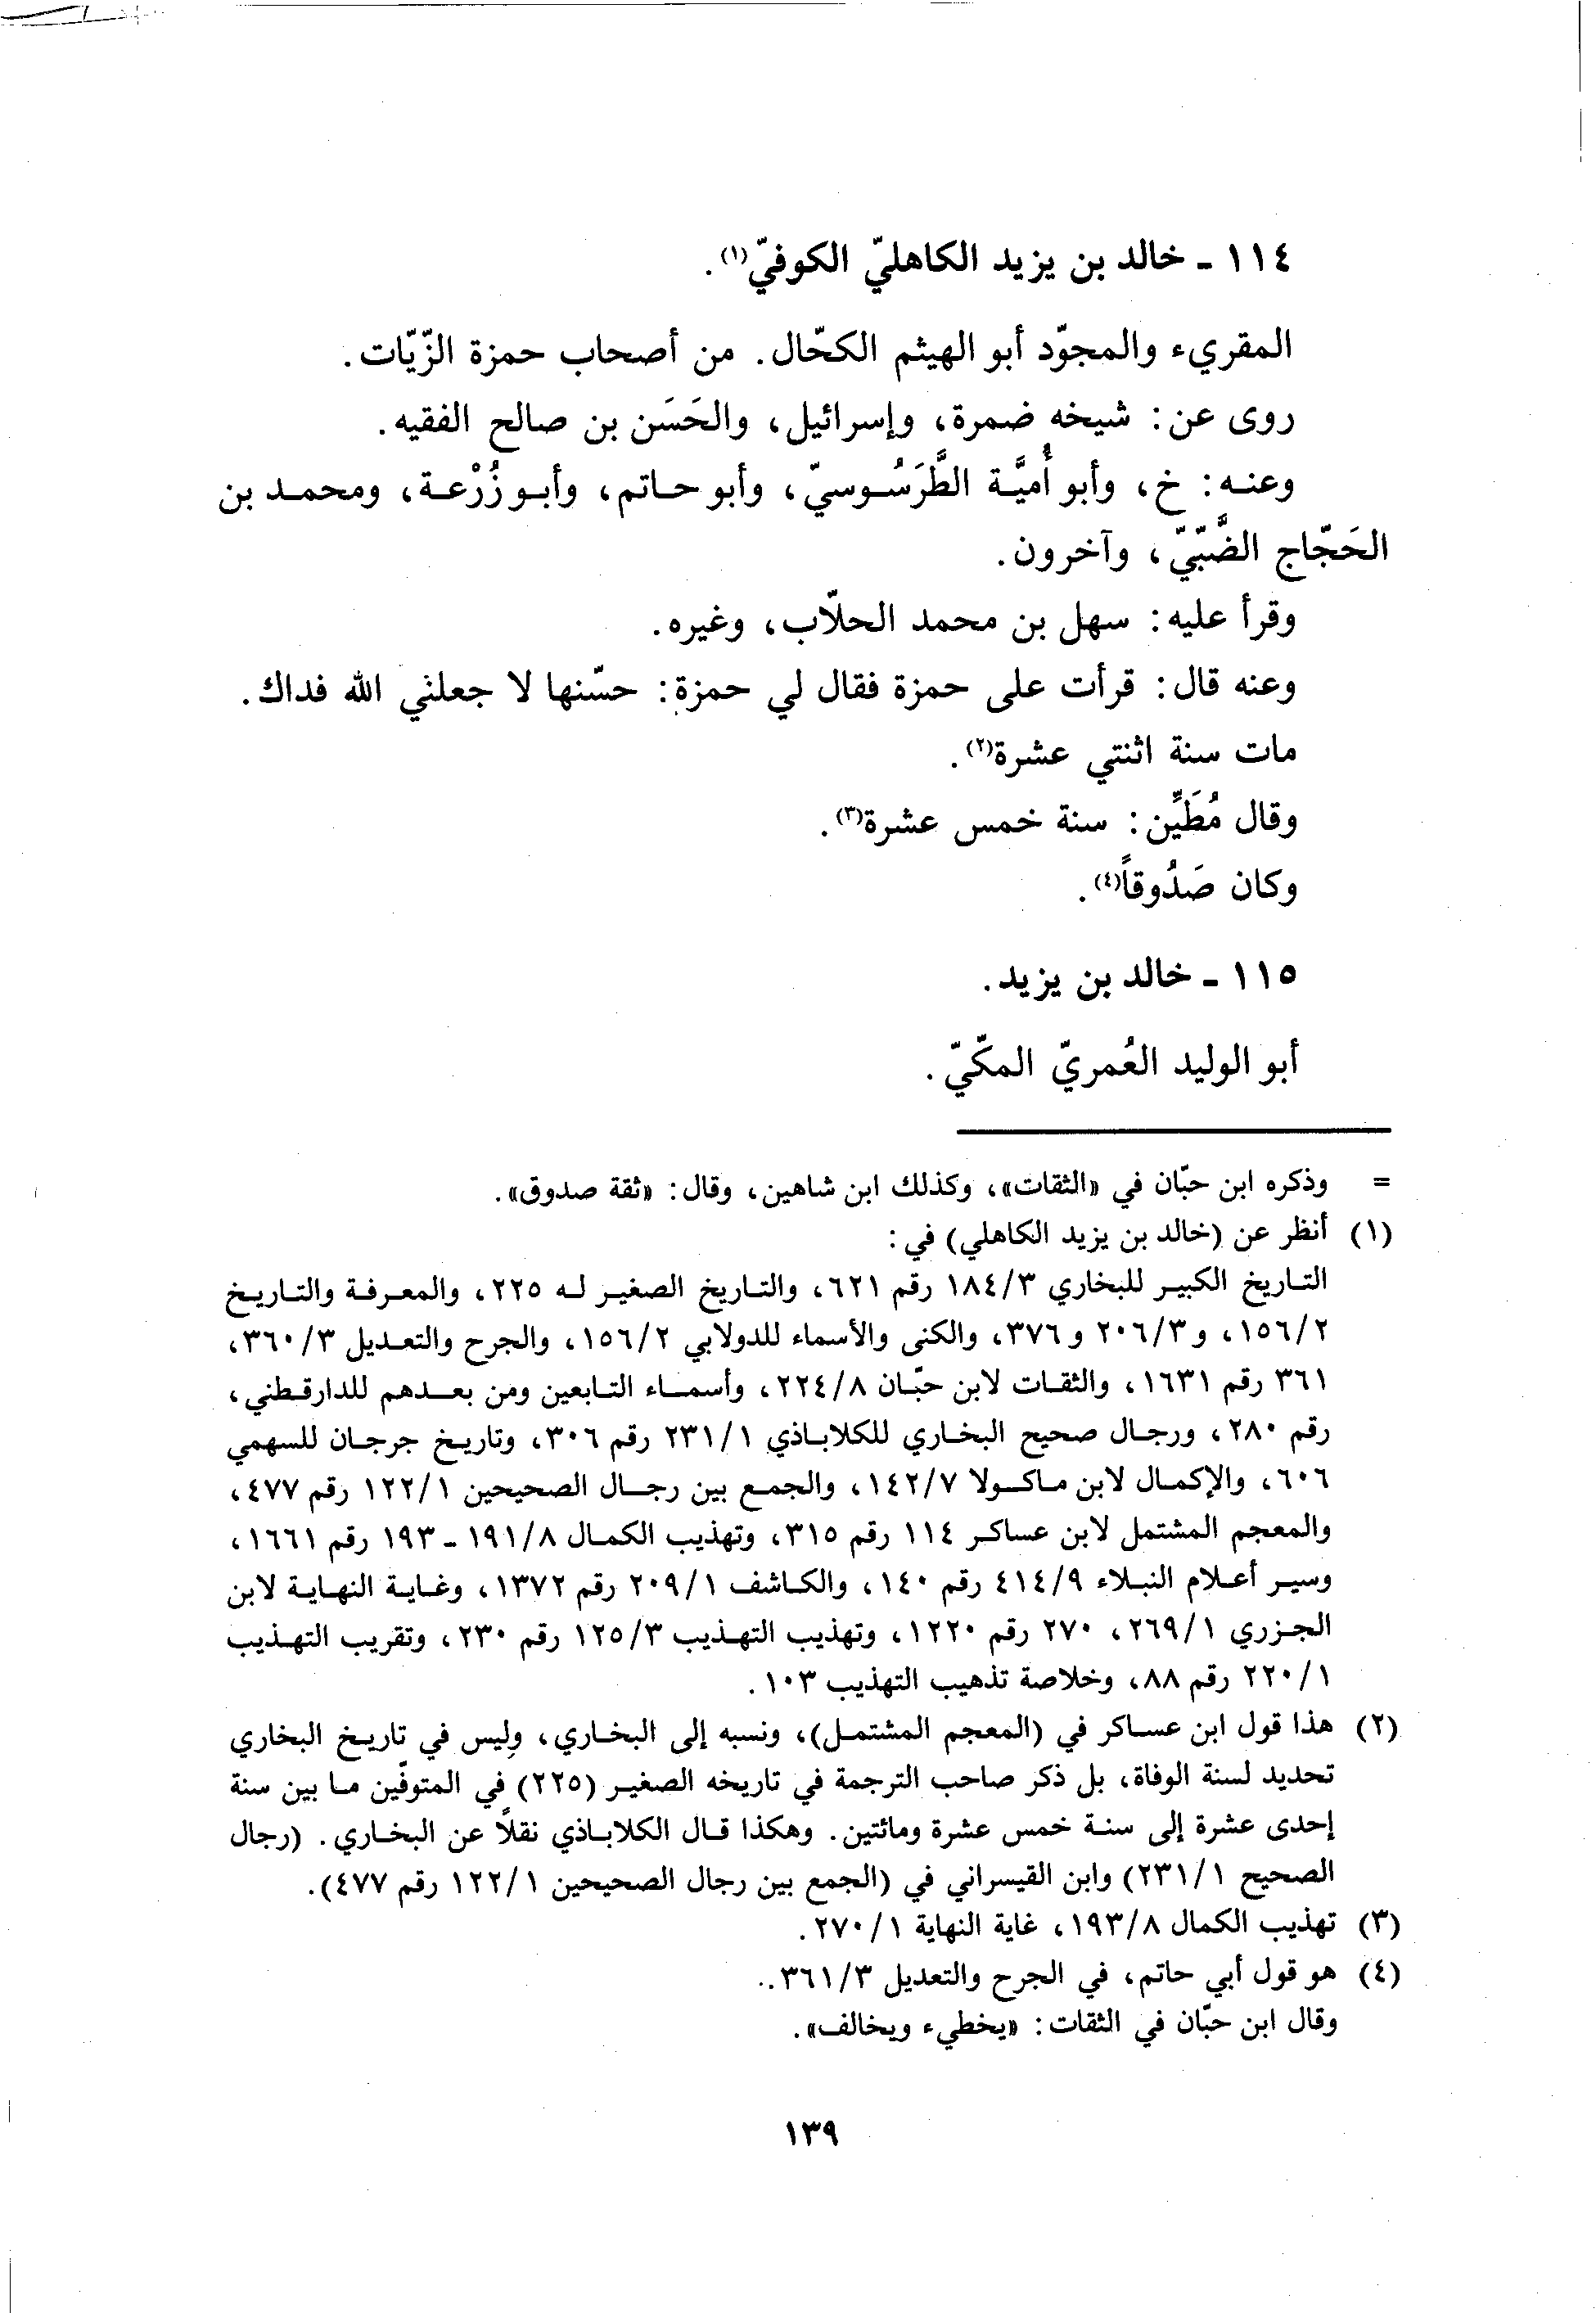 ١١٤ - خالد بن يزيد الكاهليّ الكوفيّ(١).
المقريء والمجوّد أبو الهيثم الكحّال. من أصحاب حمزة الزّيّات.
روى عن: شيخه ضمرة، وإسرائيل، والحَسَن بن صالح الفقيه.
وعنه: خ، وأبو أُميَّة الطَّرَسُوسيّ، وأبو حاتم، وأبو زُرْعة، ومحمد بن
الحَجّاج الضَّبّيّ، وآخرون.
وقرأ عليه: سهل بن محمد الحلّاب، وغيره.
وعنه قال: قرأت على حمزة فقال لي حمزة: حسّنها لا جعلني الله فداك.
مات سنة اثنتي عشرة(٢).
وقال مُطَيِّن: سنة خمس عشرة(٣).
وكان صَدُوقاً(٤).
١١٥ - خالد بن يزيد.
أبو الوليد العُمريّ المكّيّ.
= وذكره ابن حبّان في «الثقات»، وكذلك ابن شاهين، وقال: «ثقة صدوق».
(١) أنظر عن (خالد بن يزيد الكاهلي) في:
التاريخ الكبير للبخاري ١٨٤/٣ رقم ٦٢١، والتاريخ الصغير له ٢٢٥، والمعرفة والتاريخ
١٥٦/٢، و٢٠٦/٣ و٣٧٦، والكنى والأسماء للدولابي ١٥٦/٢، والجرح والتعديل ٣٦٠/٣،
٣٦١ رقم ١٦٣١، والثقات لابن حبّان ٢٢٤/٨، وأسماء التابعين ومن بعدهم للدارقطني،
رقم ٢٨٠، ورجال صحيح البخاري للكلاباذي ٢٣١/١ رقم ٣٠٦، وتاريخ جرجان للسهمي
٦٠٦، والإكمال لابن ماكولا ١٤٢/٧، والجمع بين رجال الصحيحين ١٢٢/١ رقم ٤٧٧،
والمعجم المشتمل لابن عساكر ١١٤ رقم ٣١٥، وتهذيب الكمال ١٩١/٨ - ١٩٣ رقم ١٦٦١،
وسير أعلام النبلاء ٤١٤/٩ رقم ١٤٠، والكاشف ٢٠٩/١ رقم ١٣٧٢، وغاية النهاية لابن
الجزري ٢٦٩/١، ٢٧٠ رقم ١٢٢٠، وتهذيب التهذيب ١٢٥/٣ رقم ٢٣٠، وتقريب التهذيب
٢٢٠/١ رقم ٨٨، وخلاصة تذهيب التهذيب ١٠٣.
(٢) هذا قول ابن عساكر في (المعجم المشتمل)، ونسبه إلى البخاري، وليس في تاريخ البخاري
تحديد لسنة الوفاة، بل ذكر صاحب الترجمة في تاريخه الصغير (٢٢٥) في المتوفّين ما بين سنة
إحدى عشرة إلى سنة خمس عشرة ومائتين. وهكذا قال الكلاباذي نقلاً عن البخاري. (رجال
الصحيح ٢٣١/١) وابن القيسراني في (الجمع بين رجال الصحيحين ١٢٢/١ رقم ٤٧٧).
(٣) تهذيب الكمال ١٩٣/٨، غاية النهاية ٢٧٠/١.
(٤) هو قول أبي حاتم، في الجرح والتعديل ٣٦١/٣..
وقال ابن حبّان في الثقات: «يخطيء ويخالف».
١٣٩